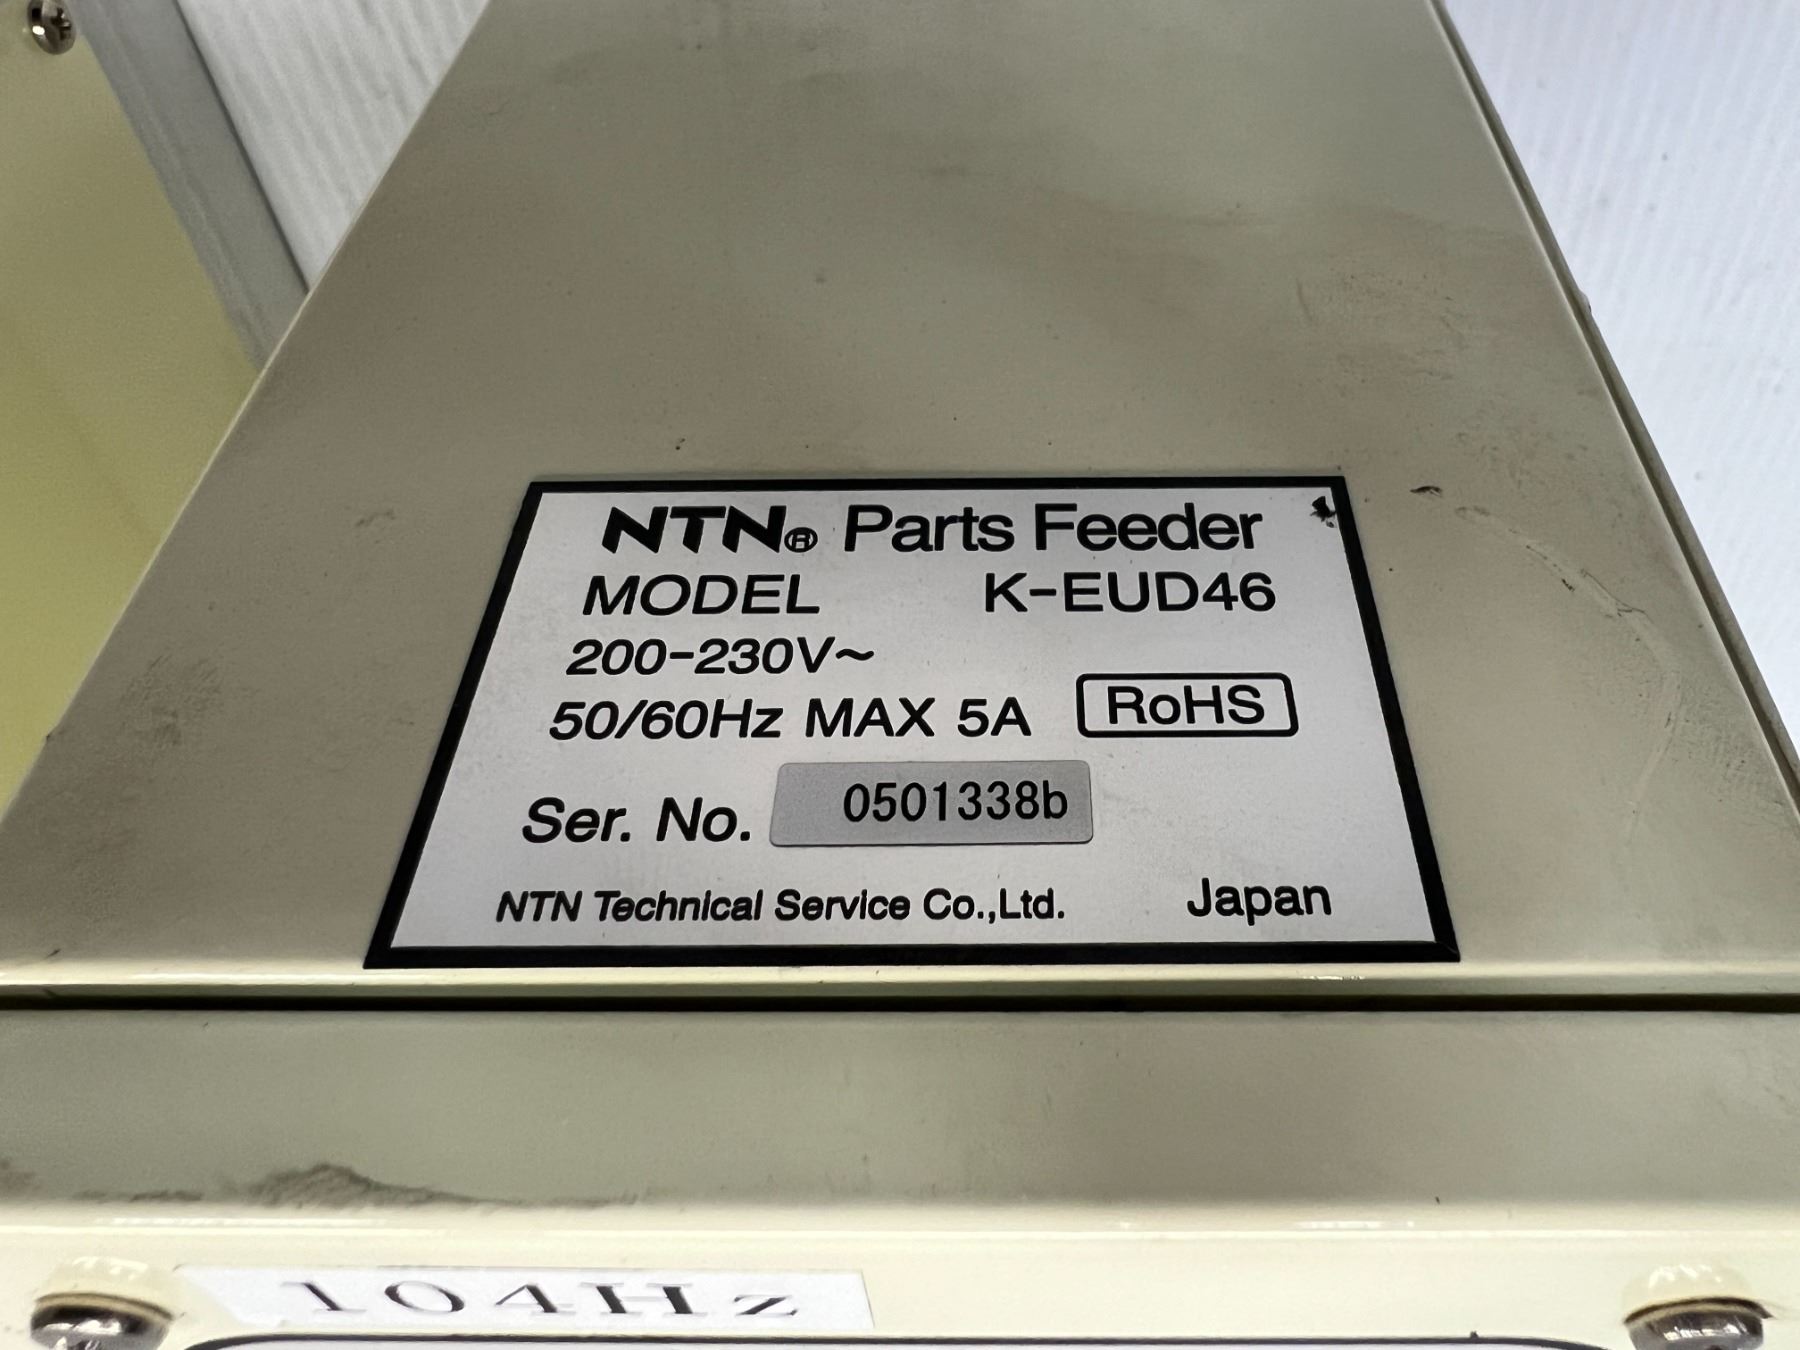 NTN® Parts Feeder
MODEL K-EUD46
200-230V~
50/60Hz MAX 5A RoHS
Ser. No. 0501338b
NTN Technical Service Co.,Ltd. Japan
104Hz